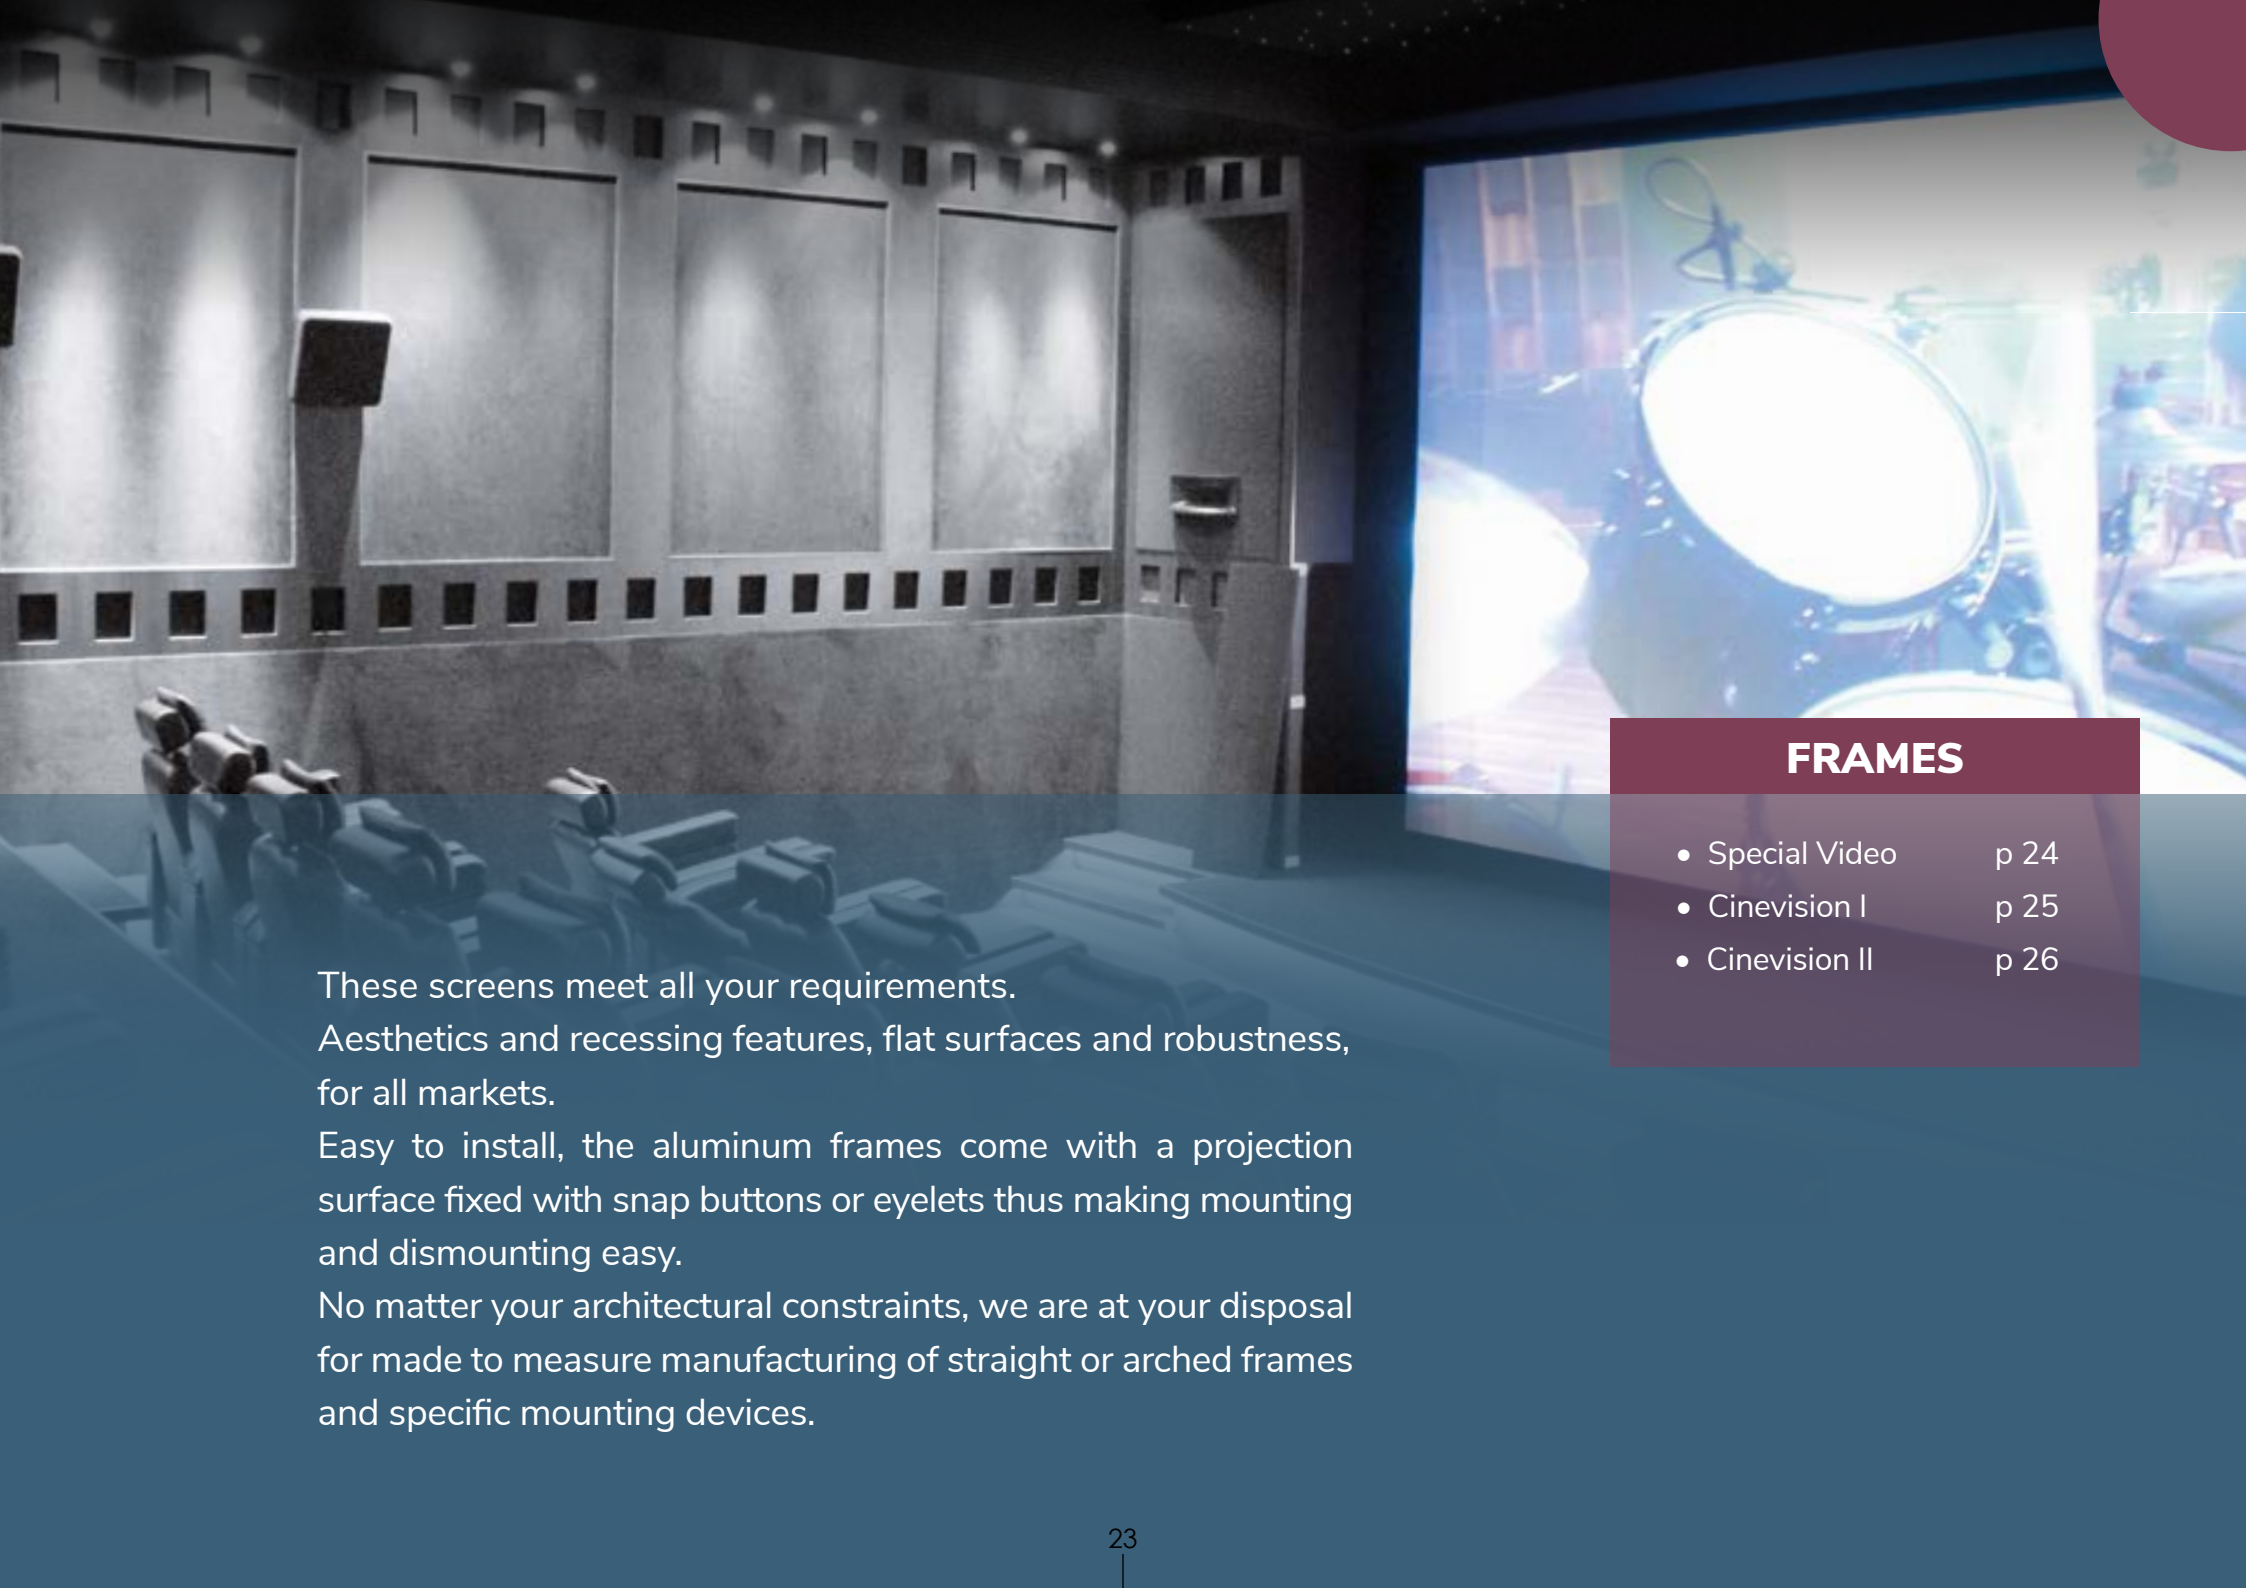 FRAMES
• Special Video p 24
• Cinevision I p 25
• Cinevision II p 26
These screens meet all your requirements.
Aesthetics and recessing features, flat surfaces and robustness,
for all markets.
Easy to install, the aluminum frames come with a projection
surface fixed with snap buttons or eyelets thus making mounting
and dismounting easy.
No matter your architectural constraints, we are at your disposal
for made to measure manufacturing of straight or arched frames
and specific mounting devices.
23